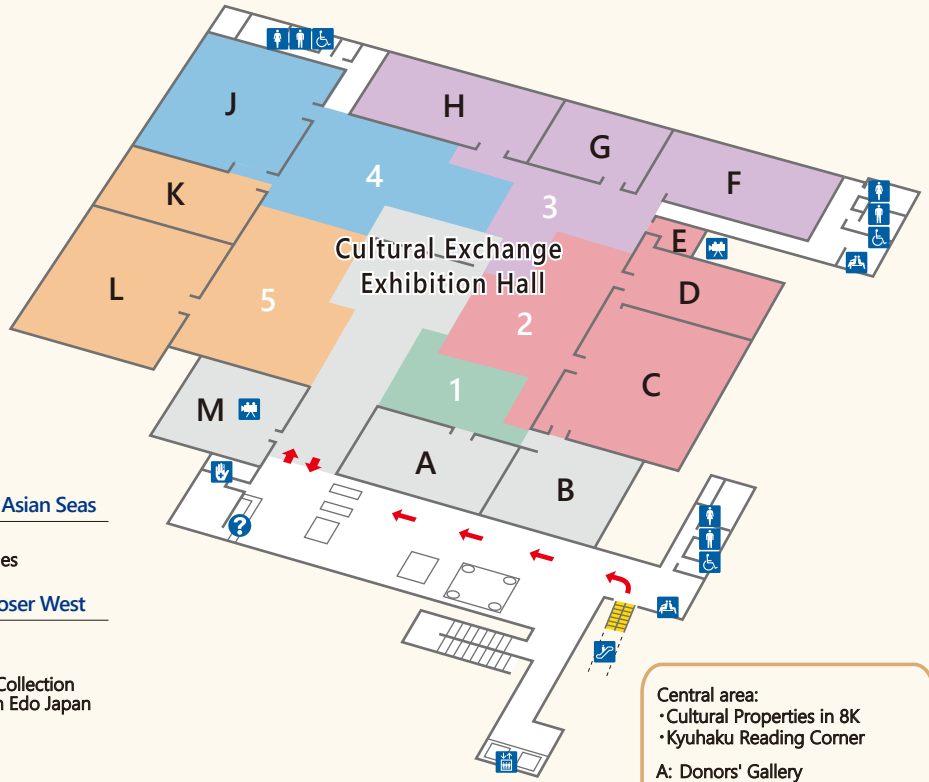 J
H
G
F
4
K
3
E
Cultural Exchange
Exhibition Hall
L
5
D
2
C
1
M
A
B
Asian Seas
es
?
oser West
Collection
n Edo Japan
Central area:
・Cultural Properties in 8K
・Kyuhaku Reading Corner
A: Donors' Gallery